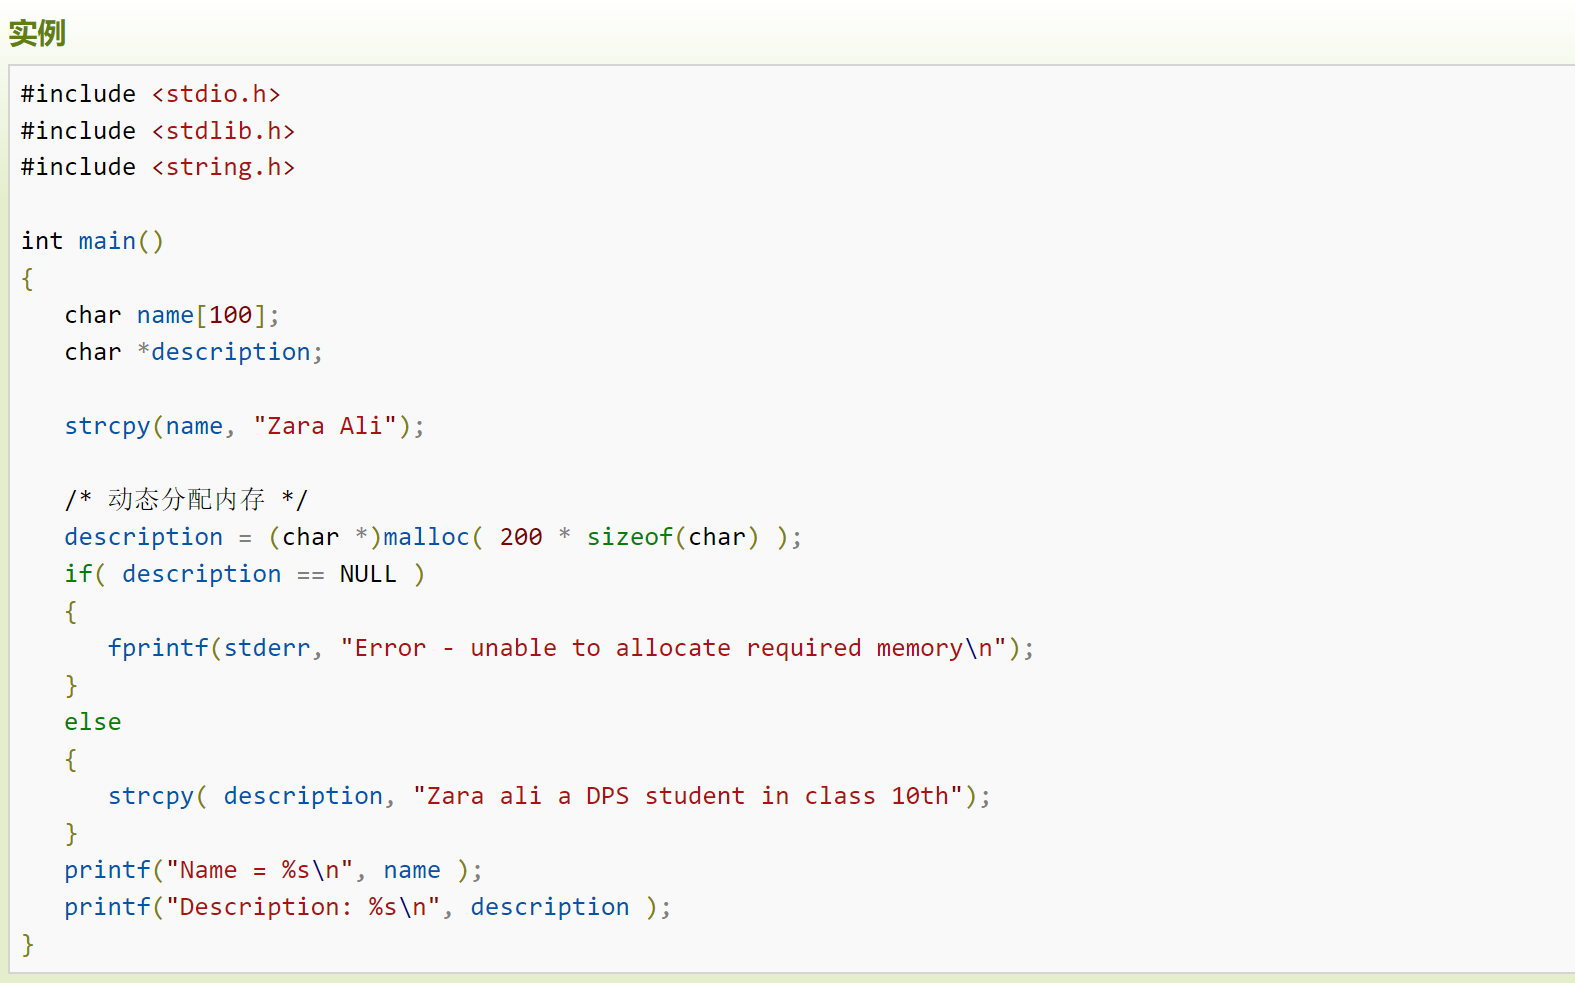 实例
#include <stdio.h>
#include <stdlib.h>
#include <string.h>

int main()
{
   char name[100];
   char *description;

   strcpy(name, "Zara Ali");

   /* 动态分配内存 */
   description = (char *)malloc( 200 * sizeof(char) );
   if( description == NULL )
   {
      fprintf(stderr, "Error - unable to allocate required memory\n");
   }
   else
   {
      strcpy( description, "Zara ali a DPS student in class 10th");
   }
   printf("Name = %s\n", name );
   printf("Description: %s\n", description );
}